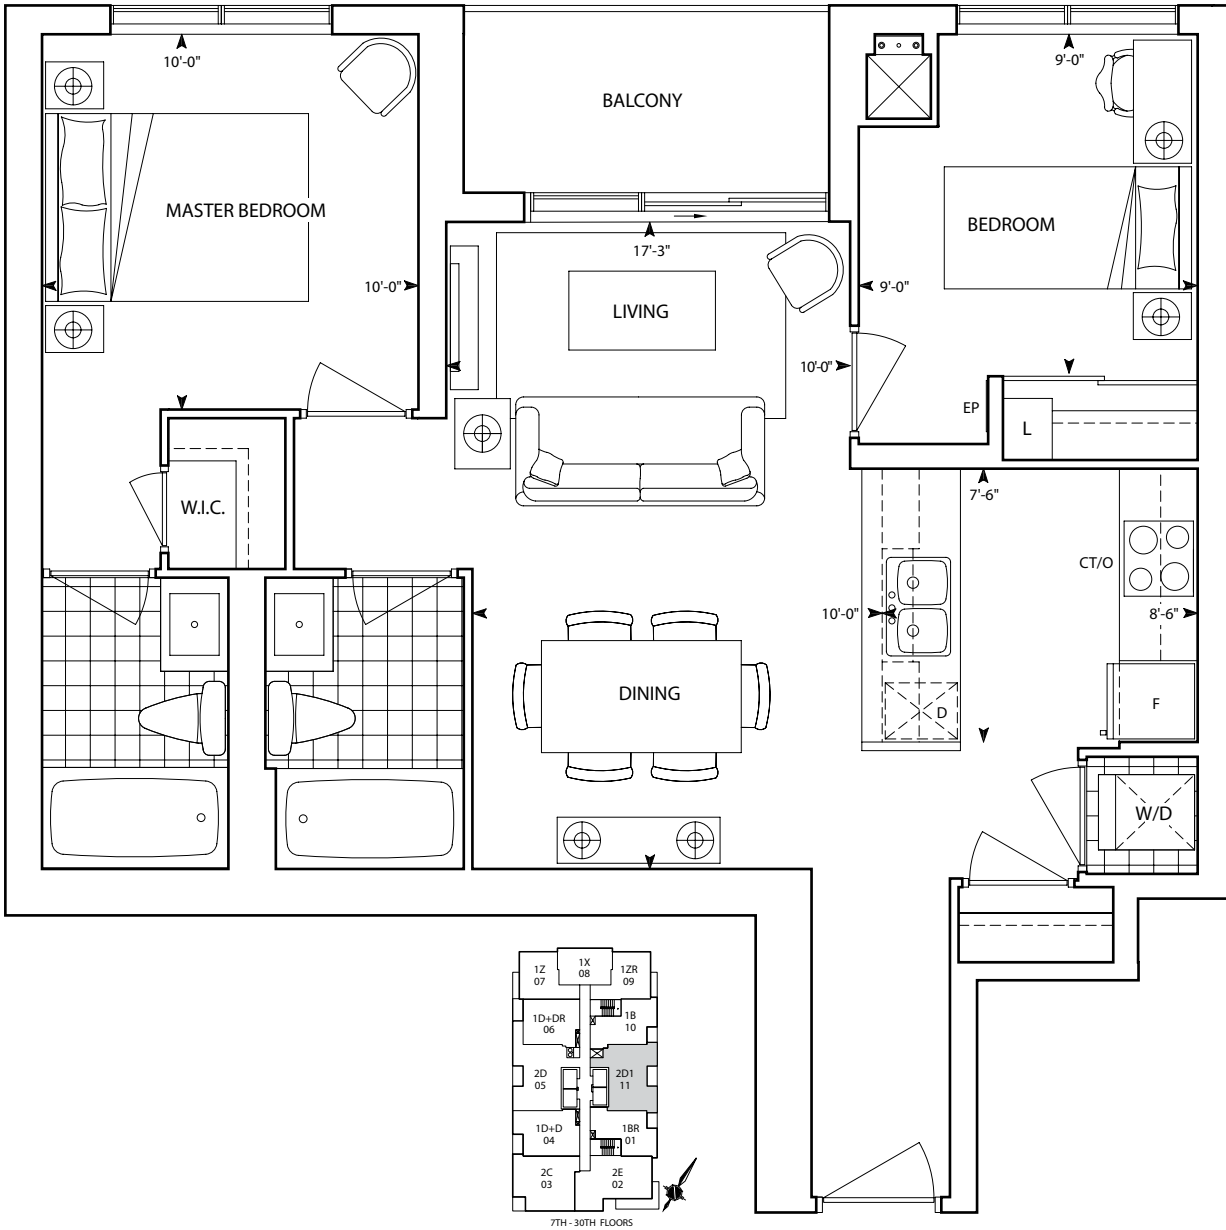 10'-0"
9'-0"
BALCONY
MASTER BEDROOM
BEDROOM
17'-3"
10'-0"
9'-0"
LIVING
10'-0"
EP
L
W.I.C.
7'-6"
CT/O
10'-0"
8'-6"
DINING
D
F
W/D
1X
08
1Z
07
1ZR
09
1D+DR
06
1B
10
2D
05
2D1
11
1D+D
04
1BR
01
2C
03
2E
02
7TH - 30TH FLOORS